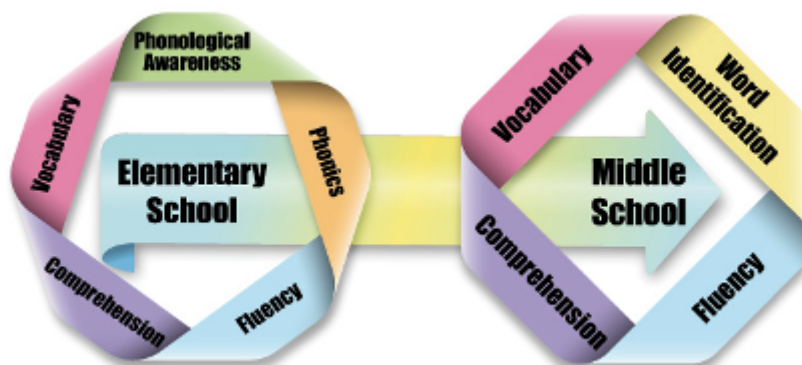 Phonological
Awareness
Vocabulary
Phonics
Elementary
School
Comprehension
Fluency
Vocabulary
Word
Identification
Middle
School
Comprehension
Fluency